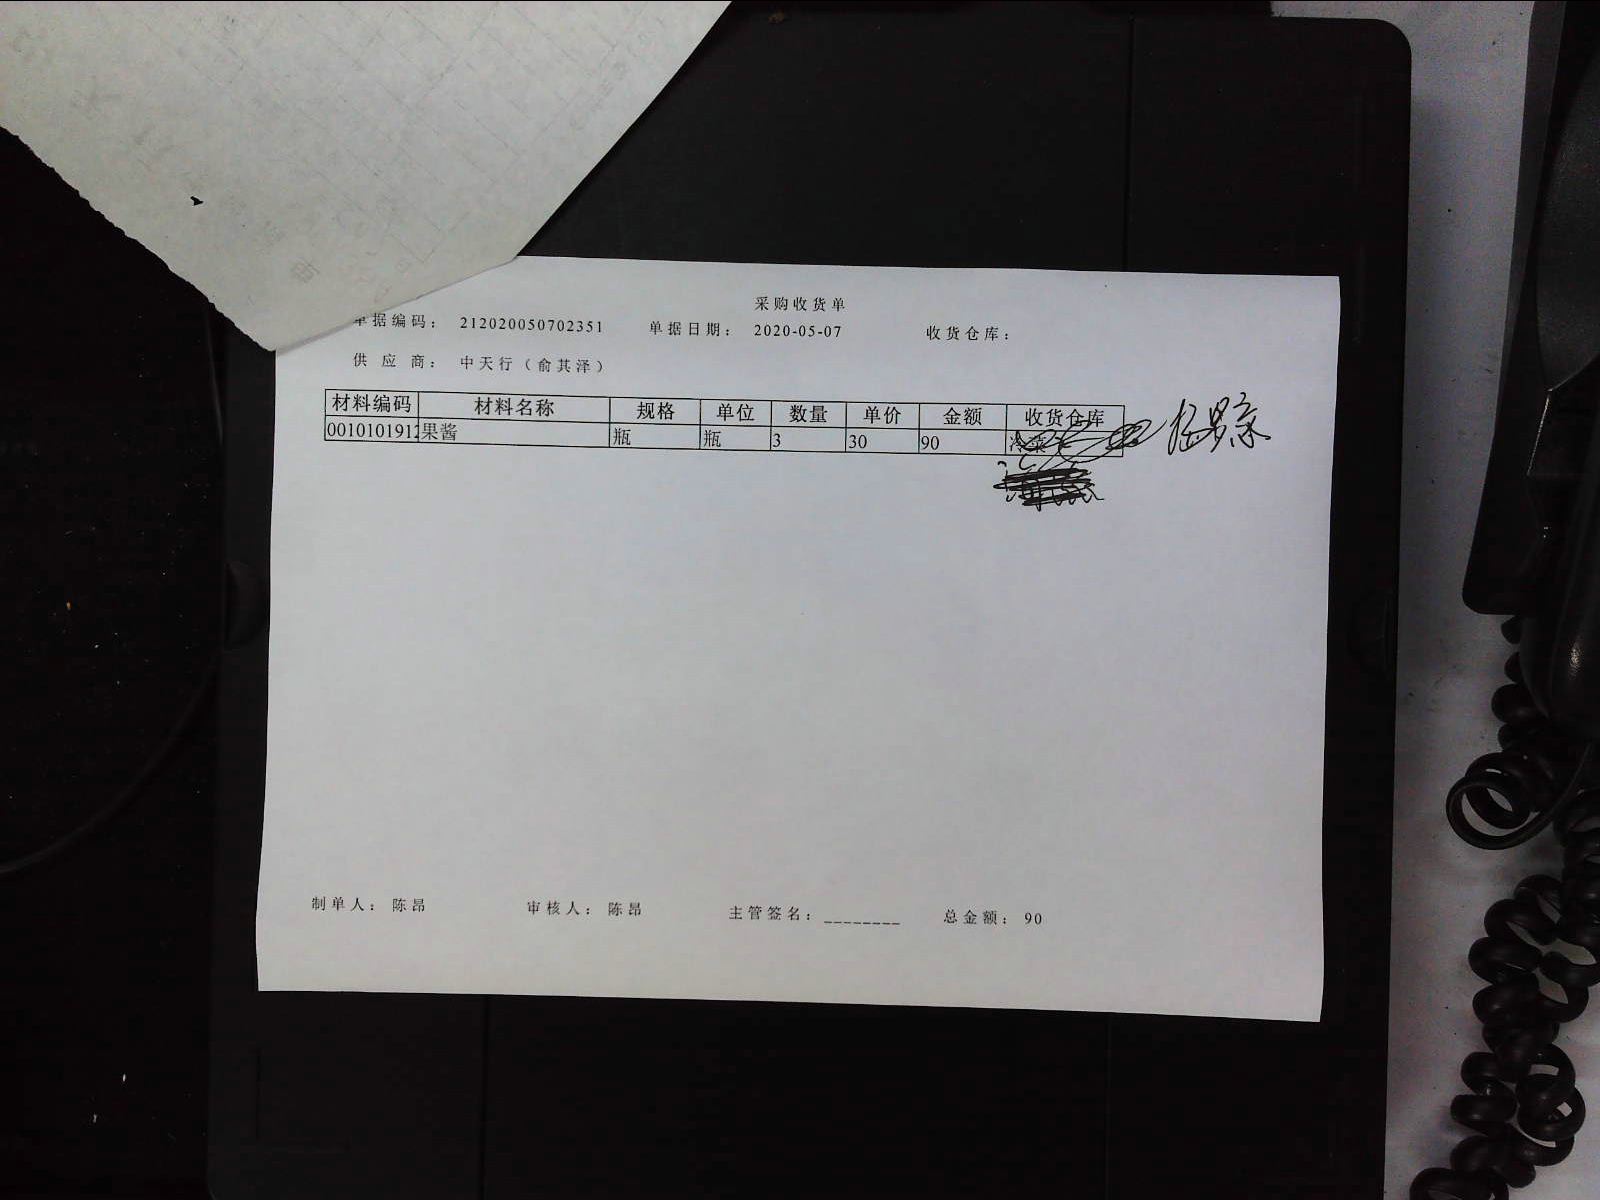 采购收货单
单据编码： 212020050702351 单据日期： 2020-05-07 收货仓库：
供 应 商： 中天行（俞其泽）
材料编码 材料名称 规格 单位 数量 单价 金额 收货仓库
001010191 果酱 瓶 瓶 3 30 90 冷菜
制单人： 陈昂 审核人： 陈昂 主管签名：________ 总金额： 90